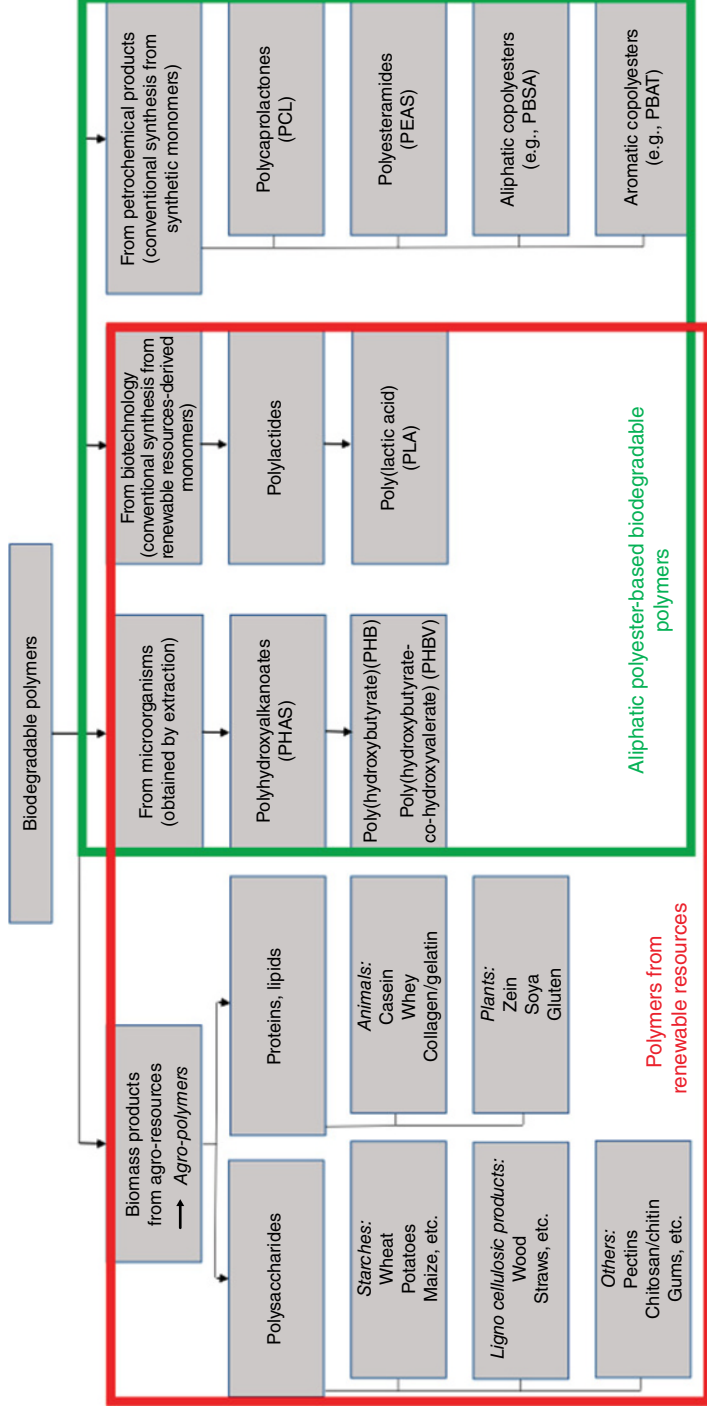 Biodegradable polymers
Biomass products
from agro-resources
→ Agro-polymers
From microorganisms
(obtained by extraction)
From biotechnology
(conventional synthesis from
renewable resources-derived
monomers)
From petrochemical products
(conventional synthesis from
synthetic monomers)
Polysaccharides
Proteins, lipids
Polyhydroxyalkanoates
(PHAS)
Polylactides
Polycaprolactones
(PCL)
Starches:
Wheat
Potatoes
Maize, etc.
Animals:
Casein
Whey
Collagen/gelatin
Poly(hydroxybutyrate)(PHB)
Poly(hydroxybutyrate-
co-hydroxyvalerate) (PHBV)
Poly(lactic acid)
(PLA)
Polyesteramides
(PEAS)
Ligno cellulosic products:
Wood
Straws, etc.
Plants:
Zein
Soya
Gluten
Aliphatic copolyesters
(e.g., PBSA)
Others:
Pectins
Chitosan/chitin
Gums, etc.
Aromatic copolyesters
(e.g., PBAT)
Polymers from
renewable resources
Aliphatic polyester-based biodegradable
polymers